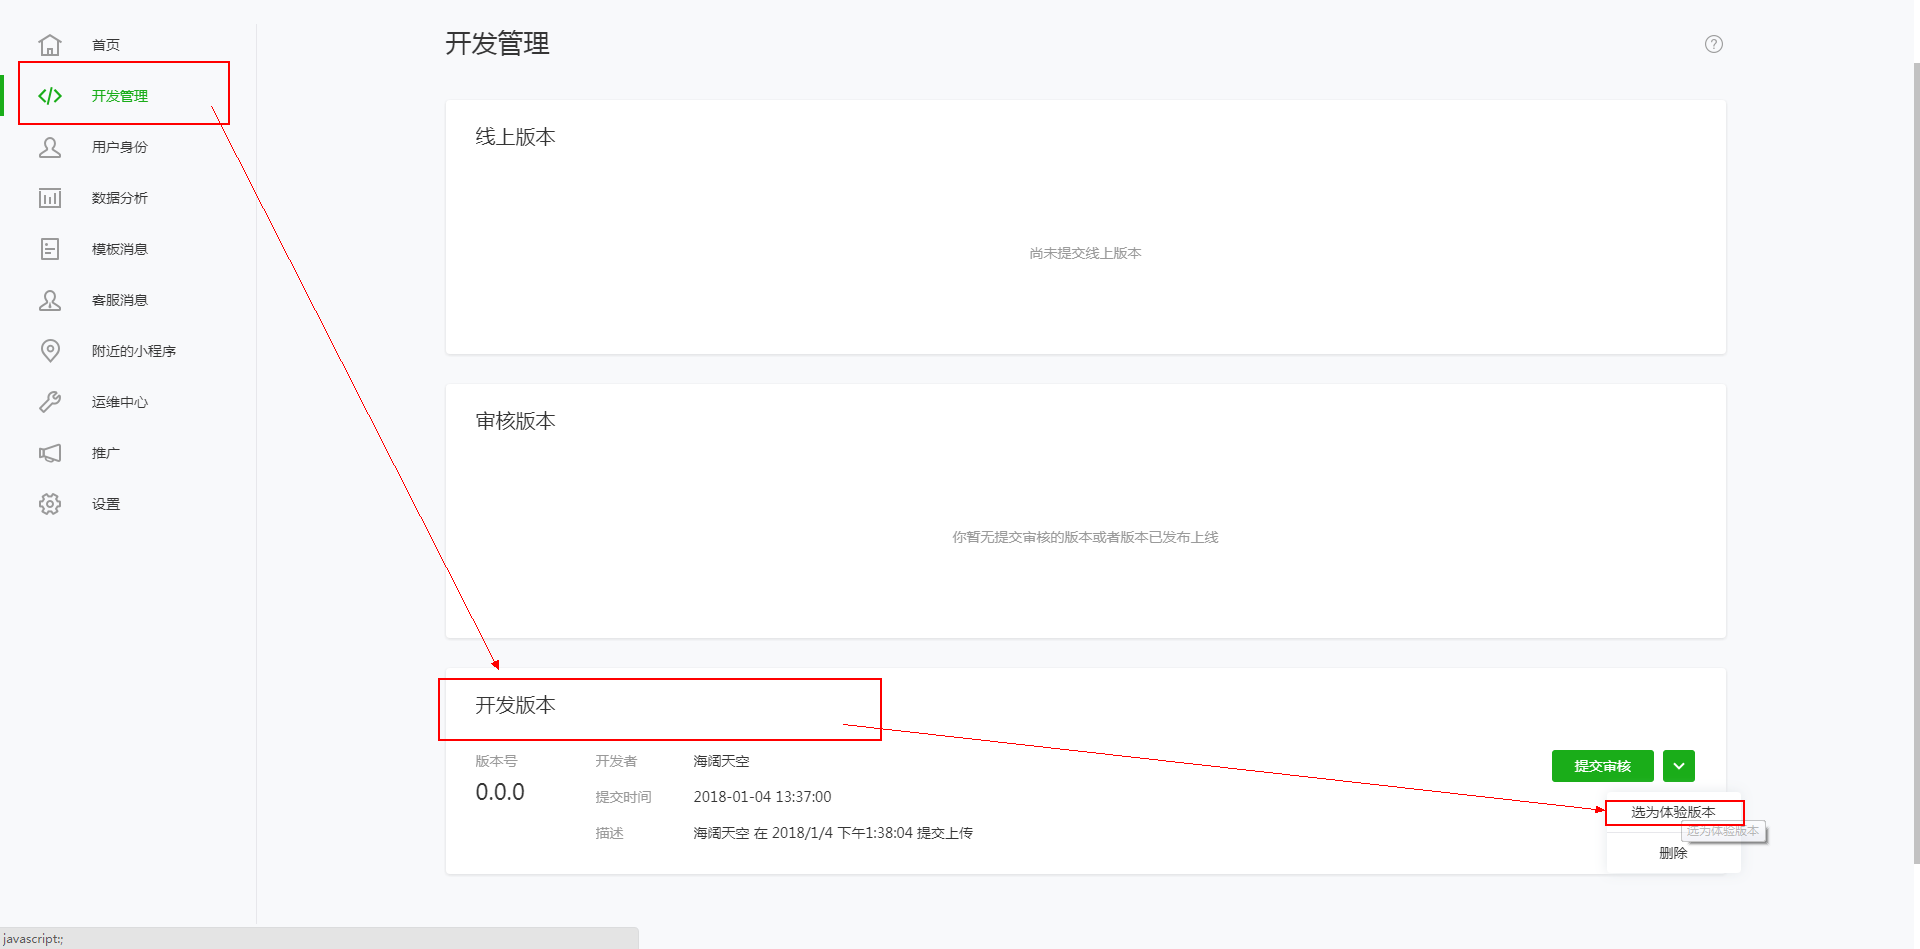 首页
开发管理
用户身份
数据分析
模板消息
客服消息
附近的小程序
运维中心
推广
设置
开发管理
?
线上版本
尚未提交线上版本
审核版本
你暂无提交审核的版本或者版本已发布上线
开发版本
版本号
0.0.0
开发者 海阔天空
提交时间 2018-01-04 13:37:00
描述 海阔天空 在 2018/1/4 下午1:38:04 提交上传
提交审核
选为体验版本
选为体验版本
删除
javascript:;